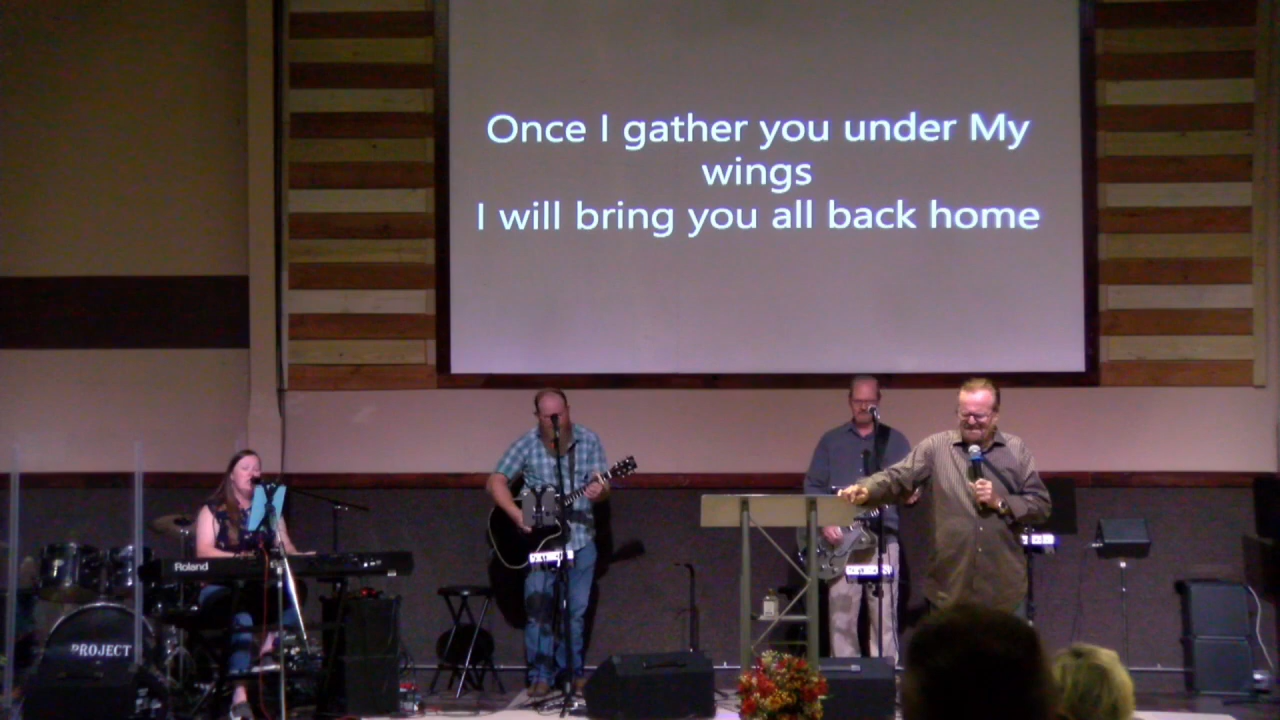 Once I gather you under My
wings
I will bring you all back home
Roland
PROJECT